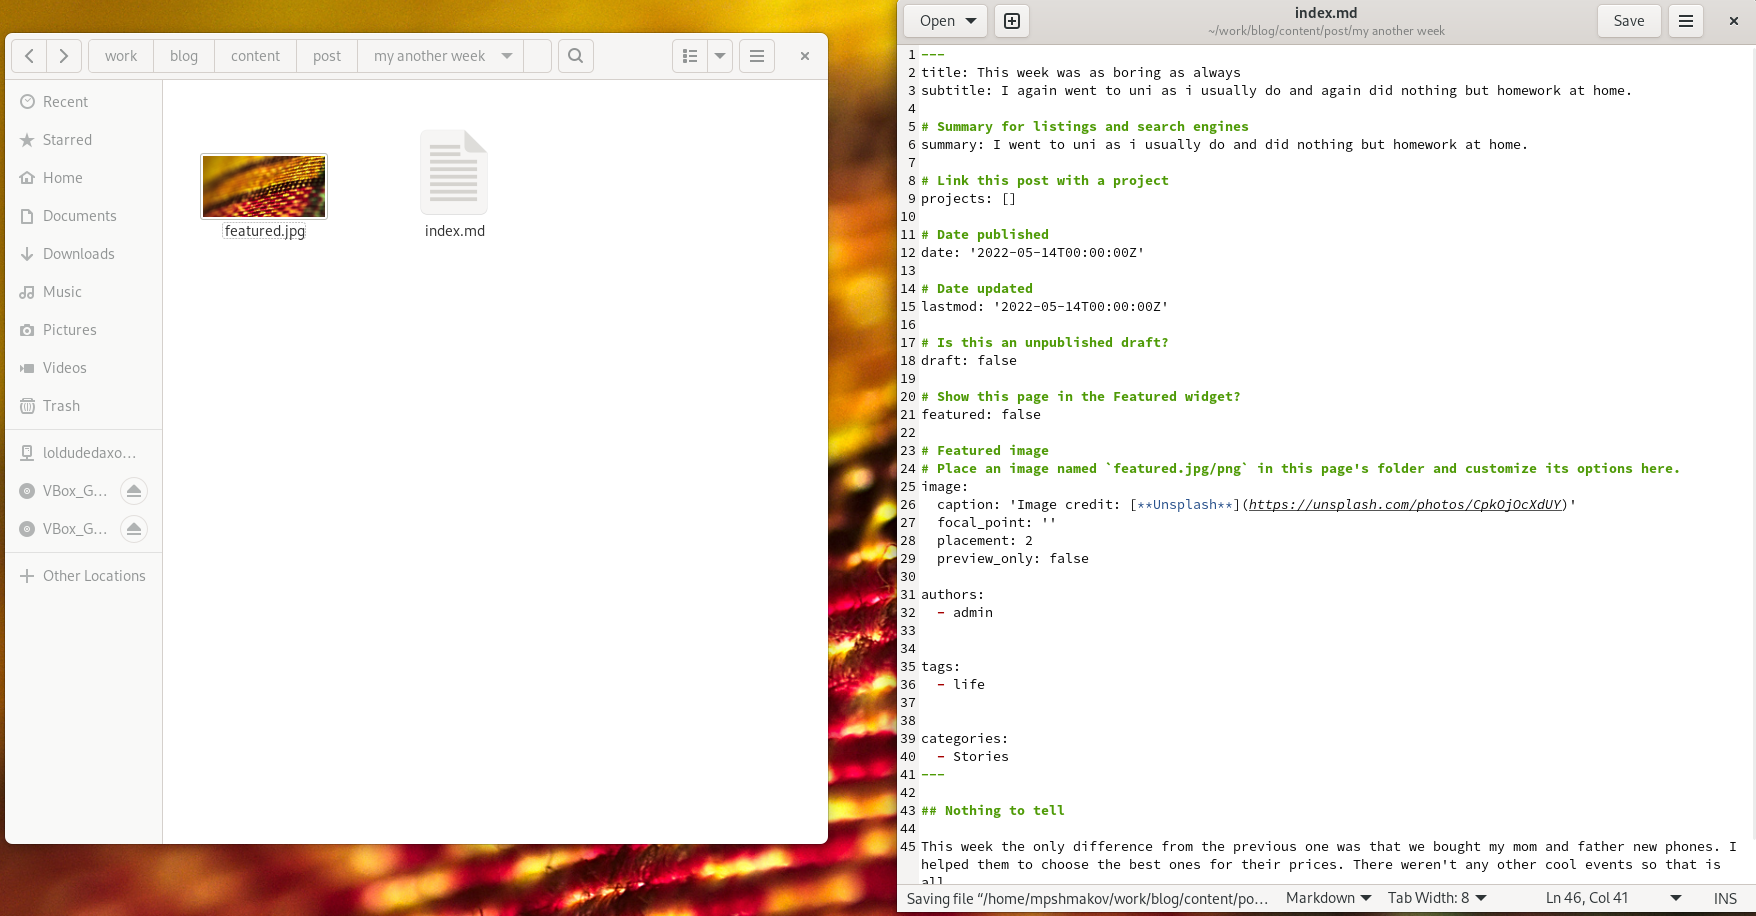 work blog content post my another week
Recent
Starred
Home
Documents
Downloads
Music
Pictures
Videos
Trash
loldudedaxo...
VBox_G...
VBox_G...
Other Locations
featured.jpg
index.md
Open
index.md
~/work/blog/content/post/my another week
Save
1 ---
2 title: This week was as boring as always
3 subtitle: I again went to uni as i usually do and again did nothing but homework at home.
4
5 # Summary for listings and search engines
6 summary: I went to uni as i usually do and did nothing but homework at home.
7
8 # Link this post with a project
9 projects: []
10
11 # Date published
12 date: '2022-05-14T00:00:00Z'
13
14 # Date updated
15 lastmod: '2022-05-14T00:00:00Z'
16
17 # Is this an unpublished draft?
18 draft: false
19
20 # Show this page in the Featured widget?
21 featured: false
22
23 # Featured image
24 # Place an image named `featured.jpg/png` in this page's folder and customize its options here.
25 image:
26   caption: 'Image credit: [**Unsplash**](https://unsplash.com/photos/CpkOjOcXdUY)'
27   focal_point: ''
28   placement: 2
29   preview_only: false
30
31 authors:
32   - admin
33
34
35 tags:
36   - life
37
38
39 categories:
40   - Stories
41 ---
42
43 ## Nothing to tell
44
45 This week the only difference from the previous one was that we bought my mom and father new phones. I
helped them to choose the best ones for their prices. There weren't any other cool events so that is
all
Saving file “/home/mpshmakov/work/blog/content/po... Markdown Tab Width: 8 Ln 46, Col 41 INS